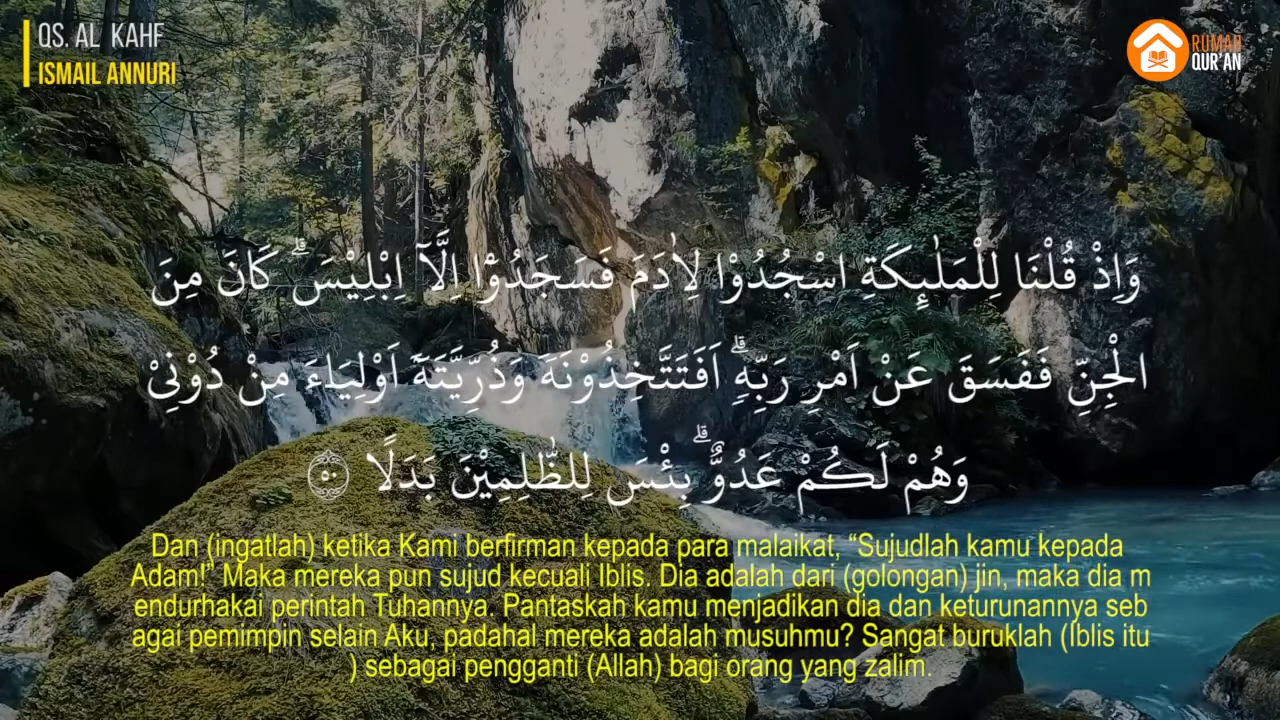 QS. AL KAHF
ISMAIL ANNURI
RUMAH
QUR'AN
وَاِذْ قُلْنَا لِلْمَلٰۤىِٕكَةِ اسْجُدُوْا لِاٰدَمَ فَسَجَدُوْٓا اِلَّآ اِبْلِيْسَۗ كَانَ مِنَ
الْجِنِّ فَفَسَقَ عَنْ اَمْرِ رَبِّهٖۗ اَفَتَتَّخِذُوْنَهٗ وَذُرِّيَّتَهٗٓ اَوْلِيَاۤءَ مِنْ دُوْنِيْ
وَهُمْ لَكُمْ عَدُوٌّۗ بِئْسَ لِلظّٰلِمِيْنَ بَدَلًا ۝٥٠
Dan (ingatlah) ketika Kami berfirman kepada para malaikat, “Sujudlah kamu kepada
Adam!” Maka mereka pun sujud kecuali Iblis. Dia adalah dari (golongan) jin, maka dia m
endurhakai perintah Tuhannya. Pantaskah kamu menjadikan dia dan keturunannya seb
agai pemimpin selain Aku, padahal mereka adalah musuhmu? Sangat buruklah (Iblis itu
) sebagai pengganti (Allah) bagi orang yang zalim.